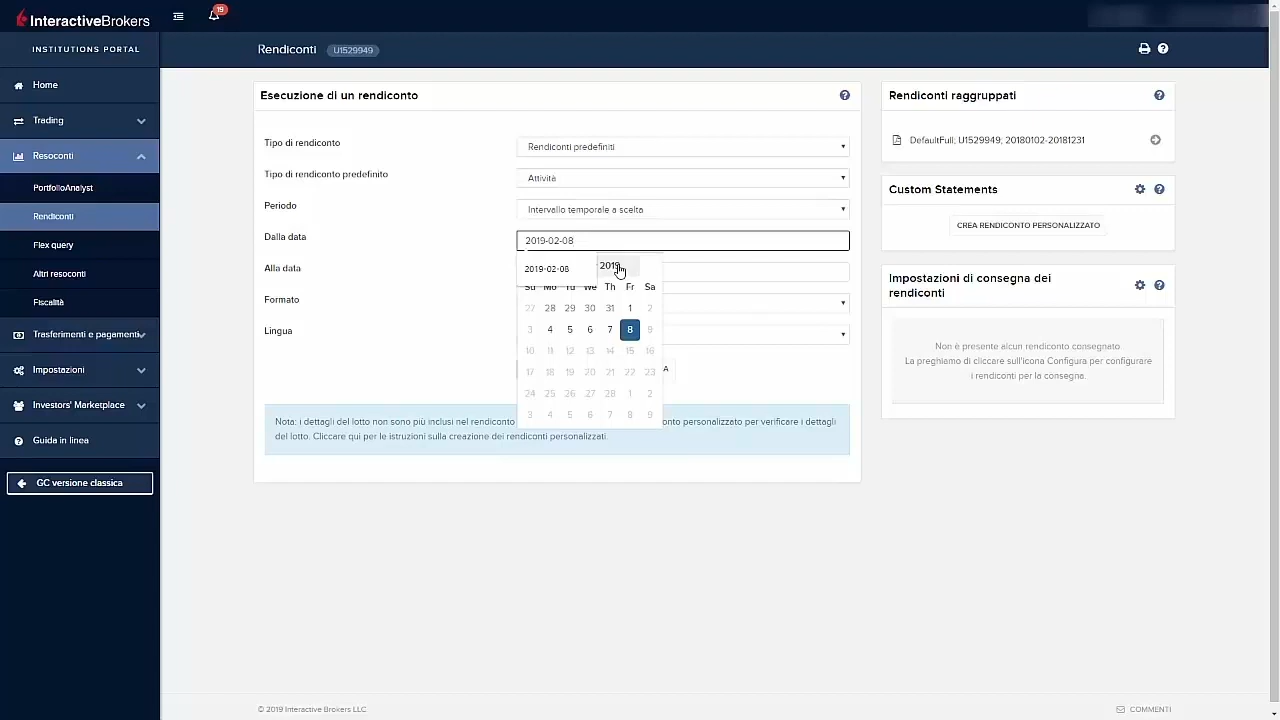 InteractiveBrokers
19
INSTITUTIONS PORTAL
Home
Trading
Resoconti
PortfolioAnalyst
Rendiconti
Flex query
Altri resoconti
Fiscalità
Trasferimenti e pagamenti
Impostazioni
Investors' Marketplace
Guida in linea
GC versione classica
Rendiconti U1529949
Esecuzione di un rendiconto
Tipo di rendiconto
Rendiconti predefiniti
Tipo di rendiconto predefinito
Attività
Periodo
Intervallo temporale a scelta
Dalla data
2019-02-08
Alla data
Formato
Lingua
2019-02-08
2019
Su Mo Tu We Th Fr Sa
27 28 29 30 31 1 2
3 4 5 6 7 8 9
10 11 12 13 14 15 16
17 18 19 20 21 22 23
24 25 26 27 28 1 2
3 4 5 6 7 8 9
A
Nota: i dettagli del lotto non sono più inclusi nel rendiconto onto personalizzato per verificare i dettagli
del lotto. Cliccare qui per le istruzioni sulla creazione dei rendiconti personalizzati.
Rendiconti raggruppati
DefaultFull; U1529949; 20180102-20181231
Custom Statements
CREA RENDICONTO PERSONALIZZATO
Impostazioni di consegna dei
rendiconti
Non è presente alcun rendiconto consegnato.
La preghiamo di cliccare sull'icona Configura per configurare
i rendiconti per la consegna.
© 2019 Interactive Brokers LLC
COMMENTI